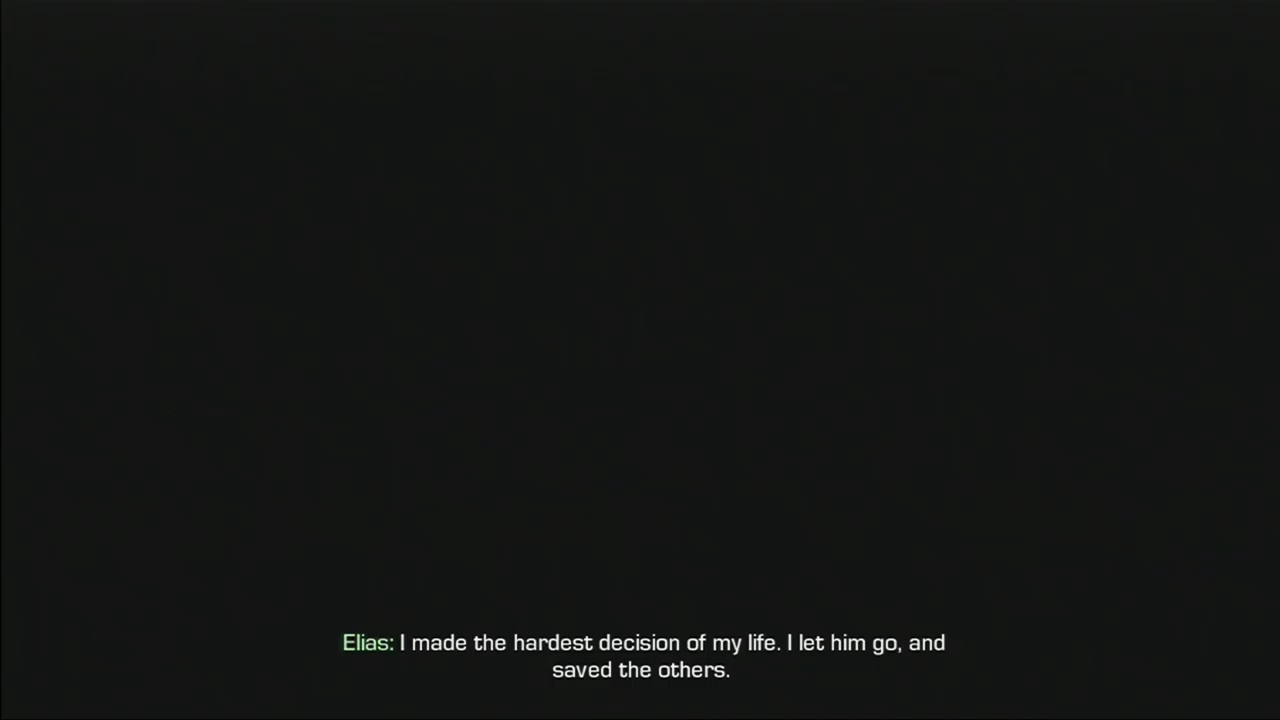 Elias: I made the hardest decision of my life. I let him go, and
saved the others.